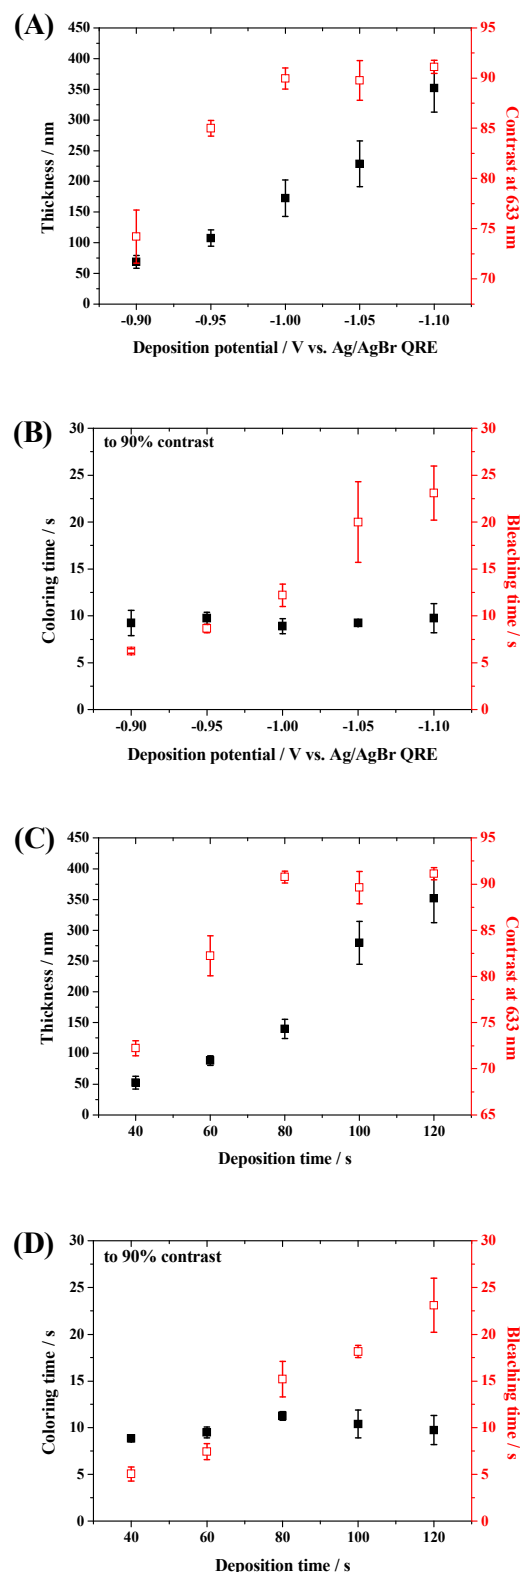 (A)
450
400
350
300
250
200
150
100
50
0
Thickness / nm
95
90
85
80
75
70
Contrast at 633 nm
-0.90 -0.95 -1.00 -1.05 -1.10
Deposition potential / V vs. Ag/AgBr QRE
(B)
to 90% contrast
30
25
20
15
10
5
0
Coloring time / s
30
25
20
15
10
5
0
Bleaching time / s
-0.90 -0.95 -1.00 -1.05 -1.10
Deposition potential / V vs. Ag/AgBr QRE
(C)
450
400
350
300
250
200
150
100
50
0
Thickness / nm
95
90
85
80
75
70
65
Contrast at 633 nm
40 60 80 100 120
Deposition time / s
(D)
to 90% contrast
30
25
20
15
10
5
0
Coloring time / s
30
25
20
15
10
5
0
Bleaching time / s
40 60 80 100 120
Deposition time / s